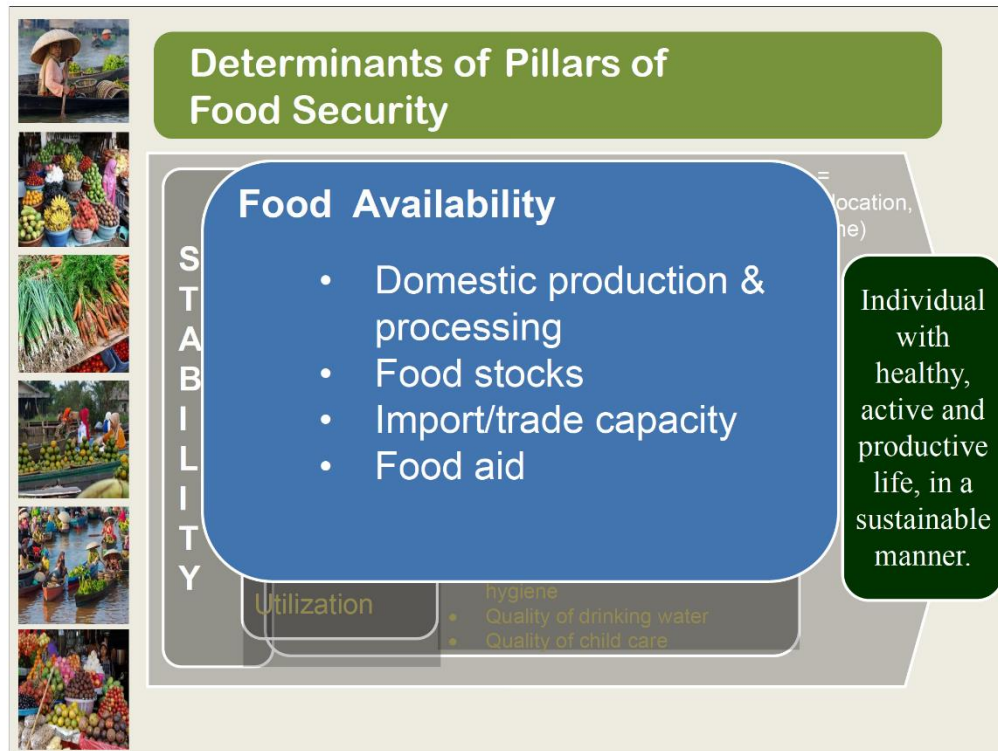 Determinants of Pillars of
Food Security
=
location,
STABILITY
Food Availability
• Domestic production &
processing
• Food stocks
• Import/trade capacity
• Food aid
Individual
with
healthy,
active and
productive
life, in a
sustainable
manner.
Utilization
hygiene
• Quality of drinking water
• Quality of child care